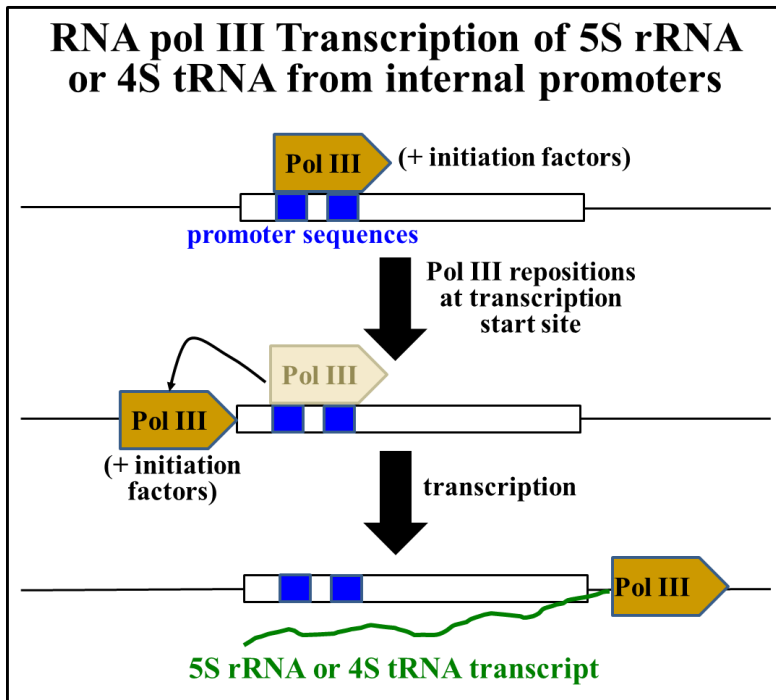 RNA pol III Transcription of 5S rRNA
or 4S tRNA from internal promoters
Pol III
(+ initiation factors)
promoter sequences
Pol III repositions
at transcription
start site
Pol III
Pol III
(+ initiation
factors)
transcription
Pol III
5S rRNA or 4S tRNA transcript